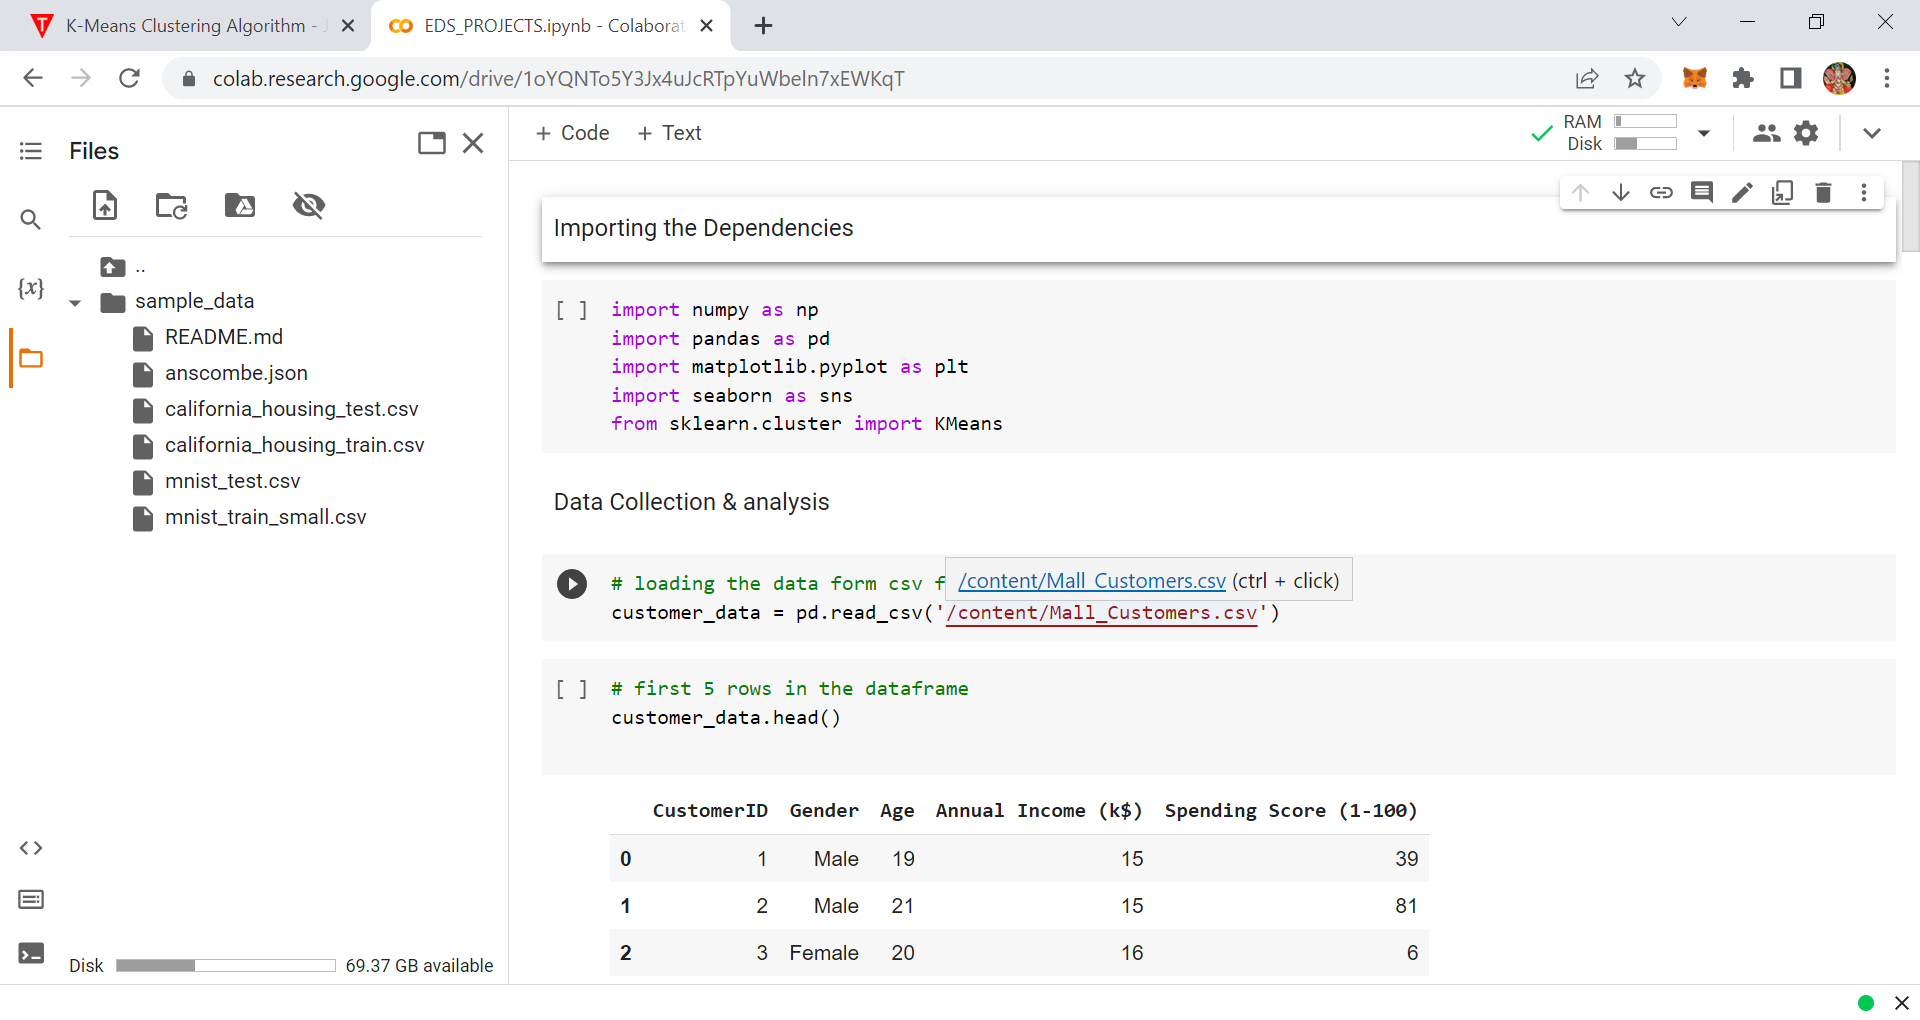 K-Means Clustering Algorithm - J
EDS_PROJECTS.ipynb - Colaborat
colab.research.google.com/drive/1oYQNTo5Y3Jx4uJcRTpYuWbeln7xEWKqT
Files
+ Code + Text
RAM
Disk
..
sample_data
README.md
anscombe.json
california_housing_test.csv
california_housing_train.csv
mnist_test.csv
mnist_train_small.csv
Disk
69.37 GB available
Importing the Dependencies
[ ] import numpy as np
import pandas as pd
import matplotlib.pyplot as plt
import seaborn as sns
from sklearn.cluster import KMeans
Data Collection & analysis
# loading the data form csv f
/content/Mall_Customers.csv (ctrl + click)
customer_data = pd.read_csv('/content/Mall_Customers.csv')
[ ] # first 5 rows in the dataframe
customer_data.head()
CustomerID Gender Age Annual Income (k$) Spending Score (1-100)
0 1 Male 19 15 39
1 2 Male 21 15 81
2 3 Female 20 16 6